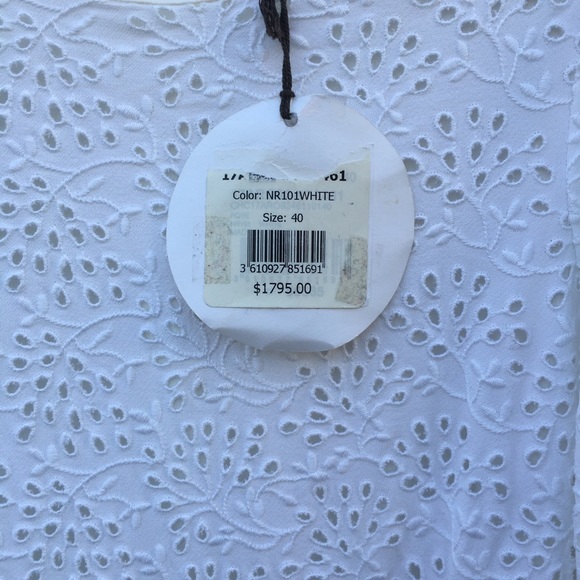 Color: NR101WHITE
Size: 40
3 610927 851691
$1795.00